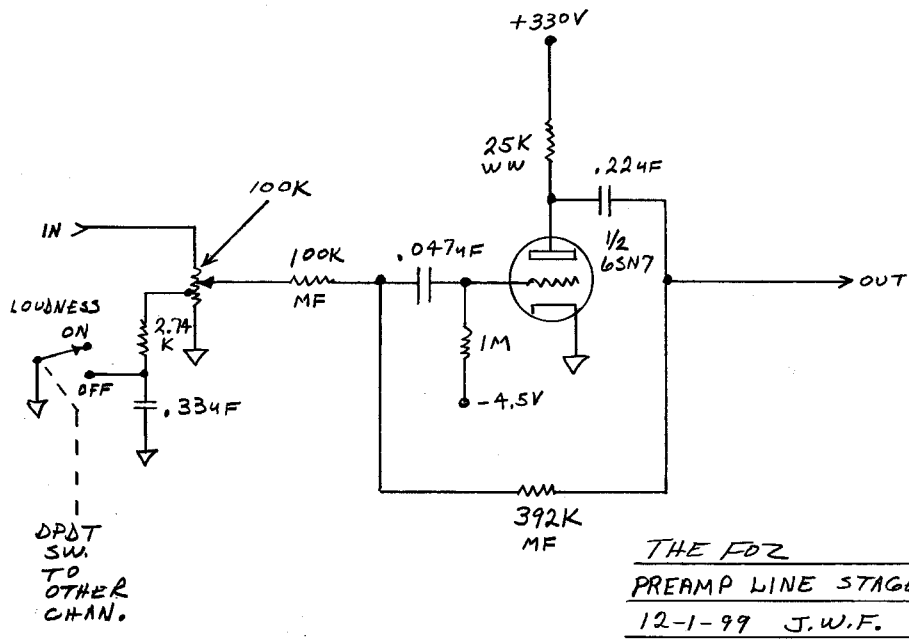 +330V
25K
WW
.22uF
100K
IN
100K
MF
.047uF
1/2
6SN7
OUT
LOUDNESS
ON
2.74
K
1M
OFF
.33uF
-4.5V
392K
MF
DPDT
SW.
TO
OTHER
CHAN.
THE FOZ
PREAMP LINE STAGE
12-1-99 J.W.F.